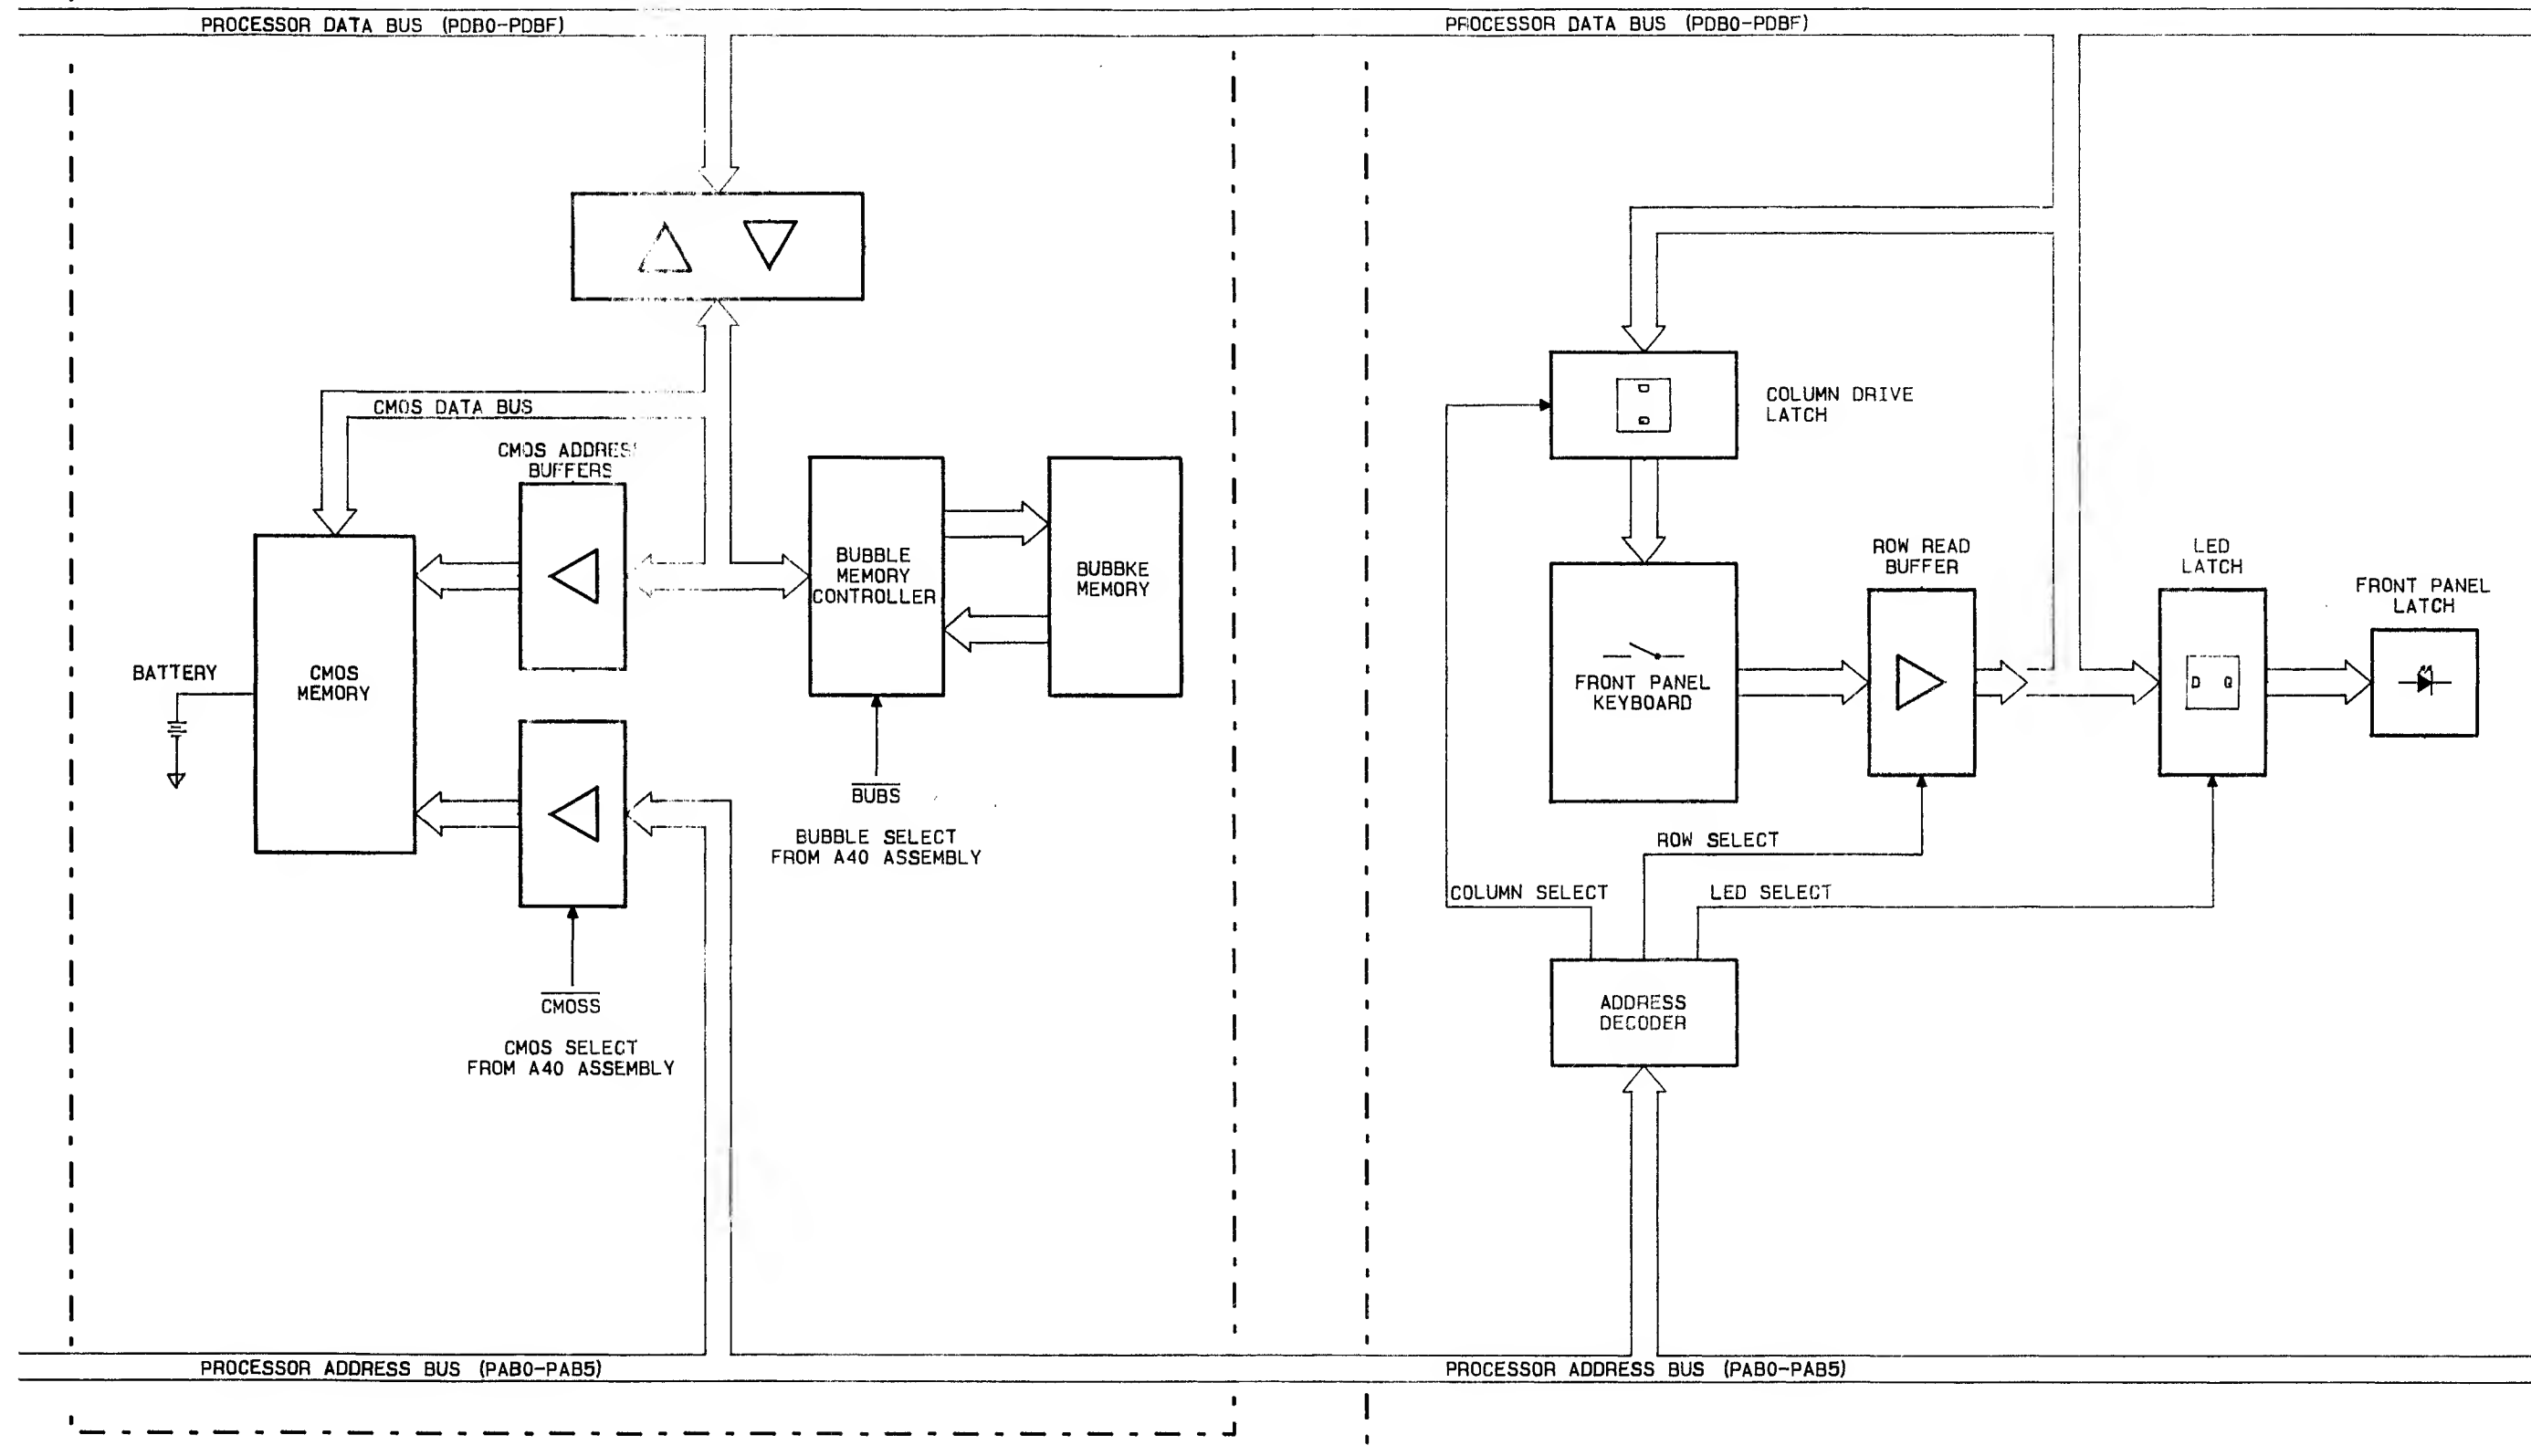 PROCESSOR DATA BUS (PDB0-PDBF)
CMOS DATA BUS
CMOS ADDRES
BUFFERS
BATTERY
CMOS
MEMORY
BUBBLE
MEMORY
CONTROLLER
BUBBKE
MEMORY
BUBS
BUBBLE SELECT
FROM A40 ASSEMBLY
CMOSS
CMOS SELECT
FROM A40 ASSEMBLY
PROCESSOR ADDRESS BUS (PAB0-PAB5)
PROCESSOR DATA BUS (PDB0-PDBF)
D
Q
COLUMN DRIVE
LATCH
FRONT PANEL
KEYBOARD
ROW READ
BUFFER
LED
LATCH
D Q
FRONT PANEL
LATCH
ROW SELECT
COLUMN SELECT
LED SELECT
ADDRESS
DECODER
PROCESSOR ADDRESS BUS (PAB0-PAB5)